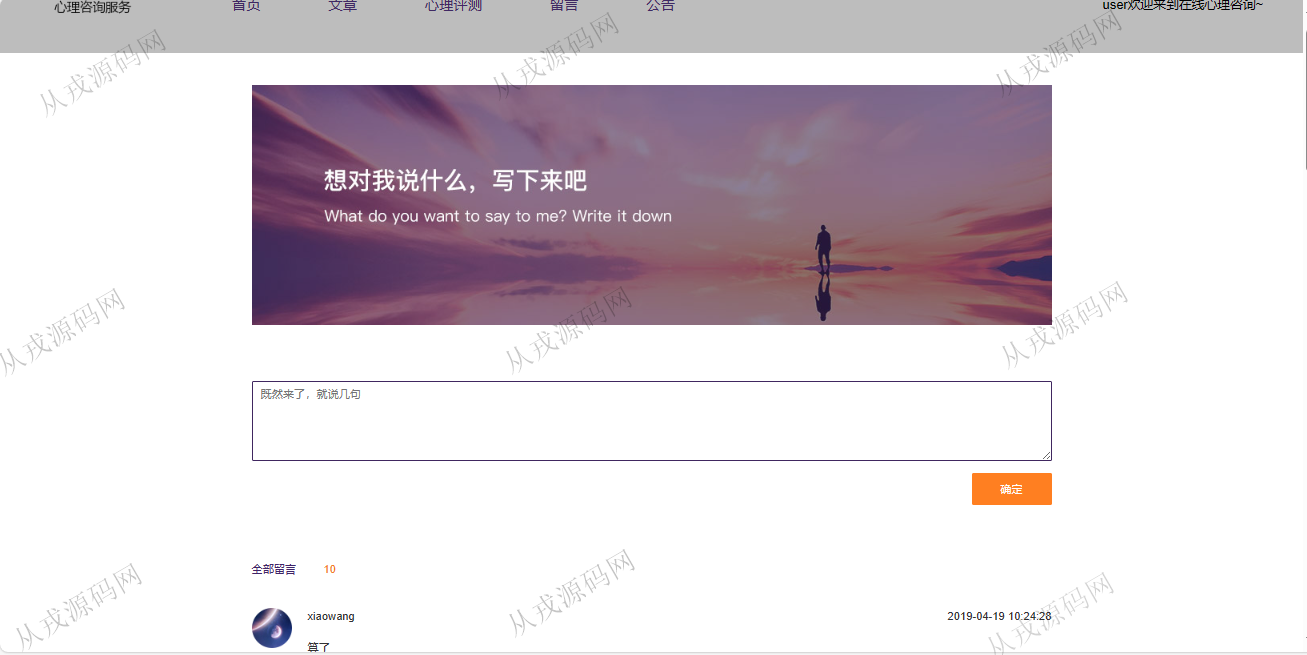 心理咨询服务 首页 文章 心理评测 留言 公告 user欢迎来到在线心理咨询~
从戎源码网 从戎源码网 从戎源码网
想对我说什么，写下来吧
What do you want to say to me? Write it down
从戎源码网 从戎源码网 从戎源码网
既然来了，就说几句
确定
全部留言 10
从戎源码网 从戎源码网 从戎源码网
xiaowang 2019-04-19 10:24:28
算了